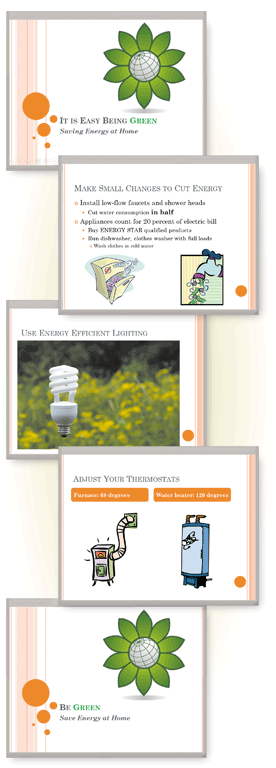 IT IS EASY BEING GREEN
Saving Energy at Home
MAKE SMALL CHANGES TO CUT ENERGY
Install low-flow faucets and shower heads
Cut water consumption in half
Appliances count for 20 percent of electric bill
Buy ENERGY STAR qualified products
Run dishwasher, clothes washer with full loads
Wash clothes in cold water
USE ENERGY EFFICIENT LIGHTING
ADJUST YOUR THERMOSTATS
Furnace: 68 degrees
Water heater: 120 degrees
BE GREEN
Save Energy at Home